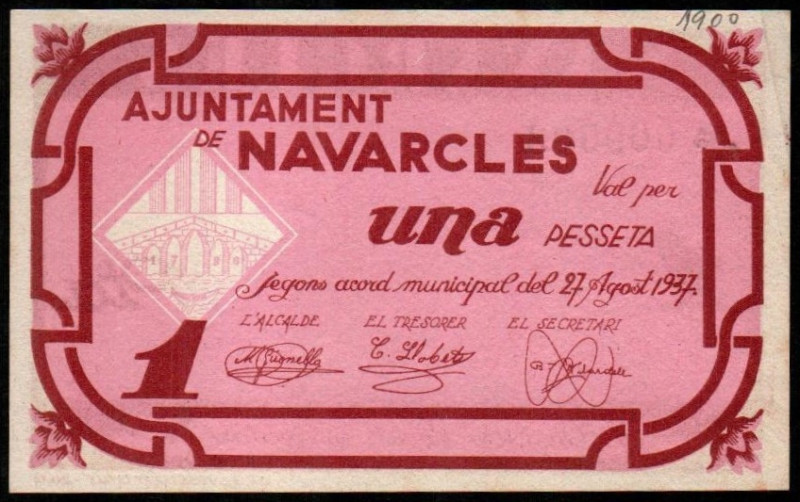 1900
AJUNTAMENT
DE NAVARCLES
Val per
una PESSETA
Segons acord municipal del 27 Agost 1937.
L'ALCALDE EL TRESORER EL SECRETARI
C. Llobet
1